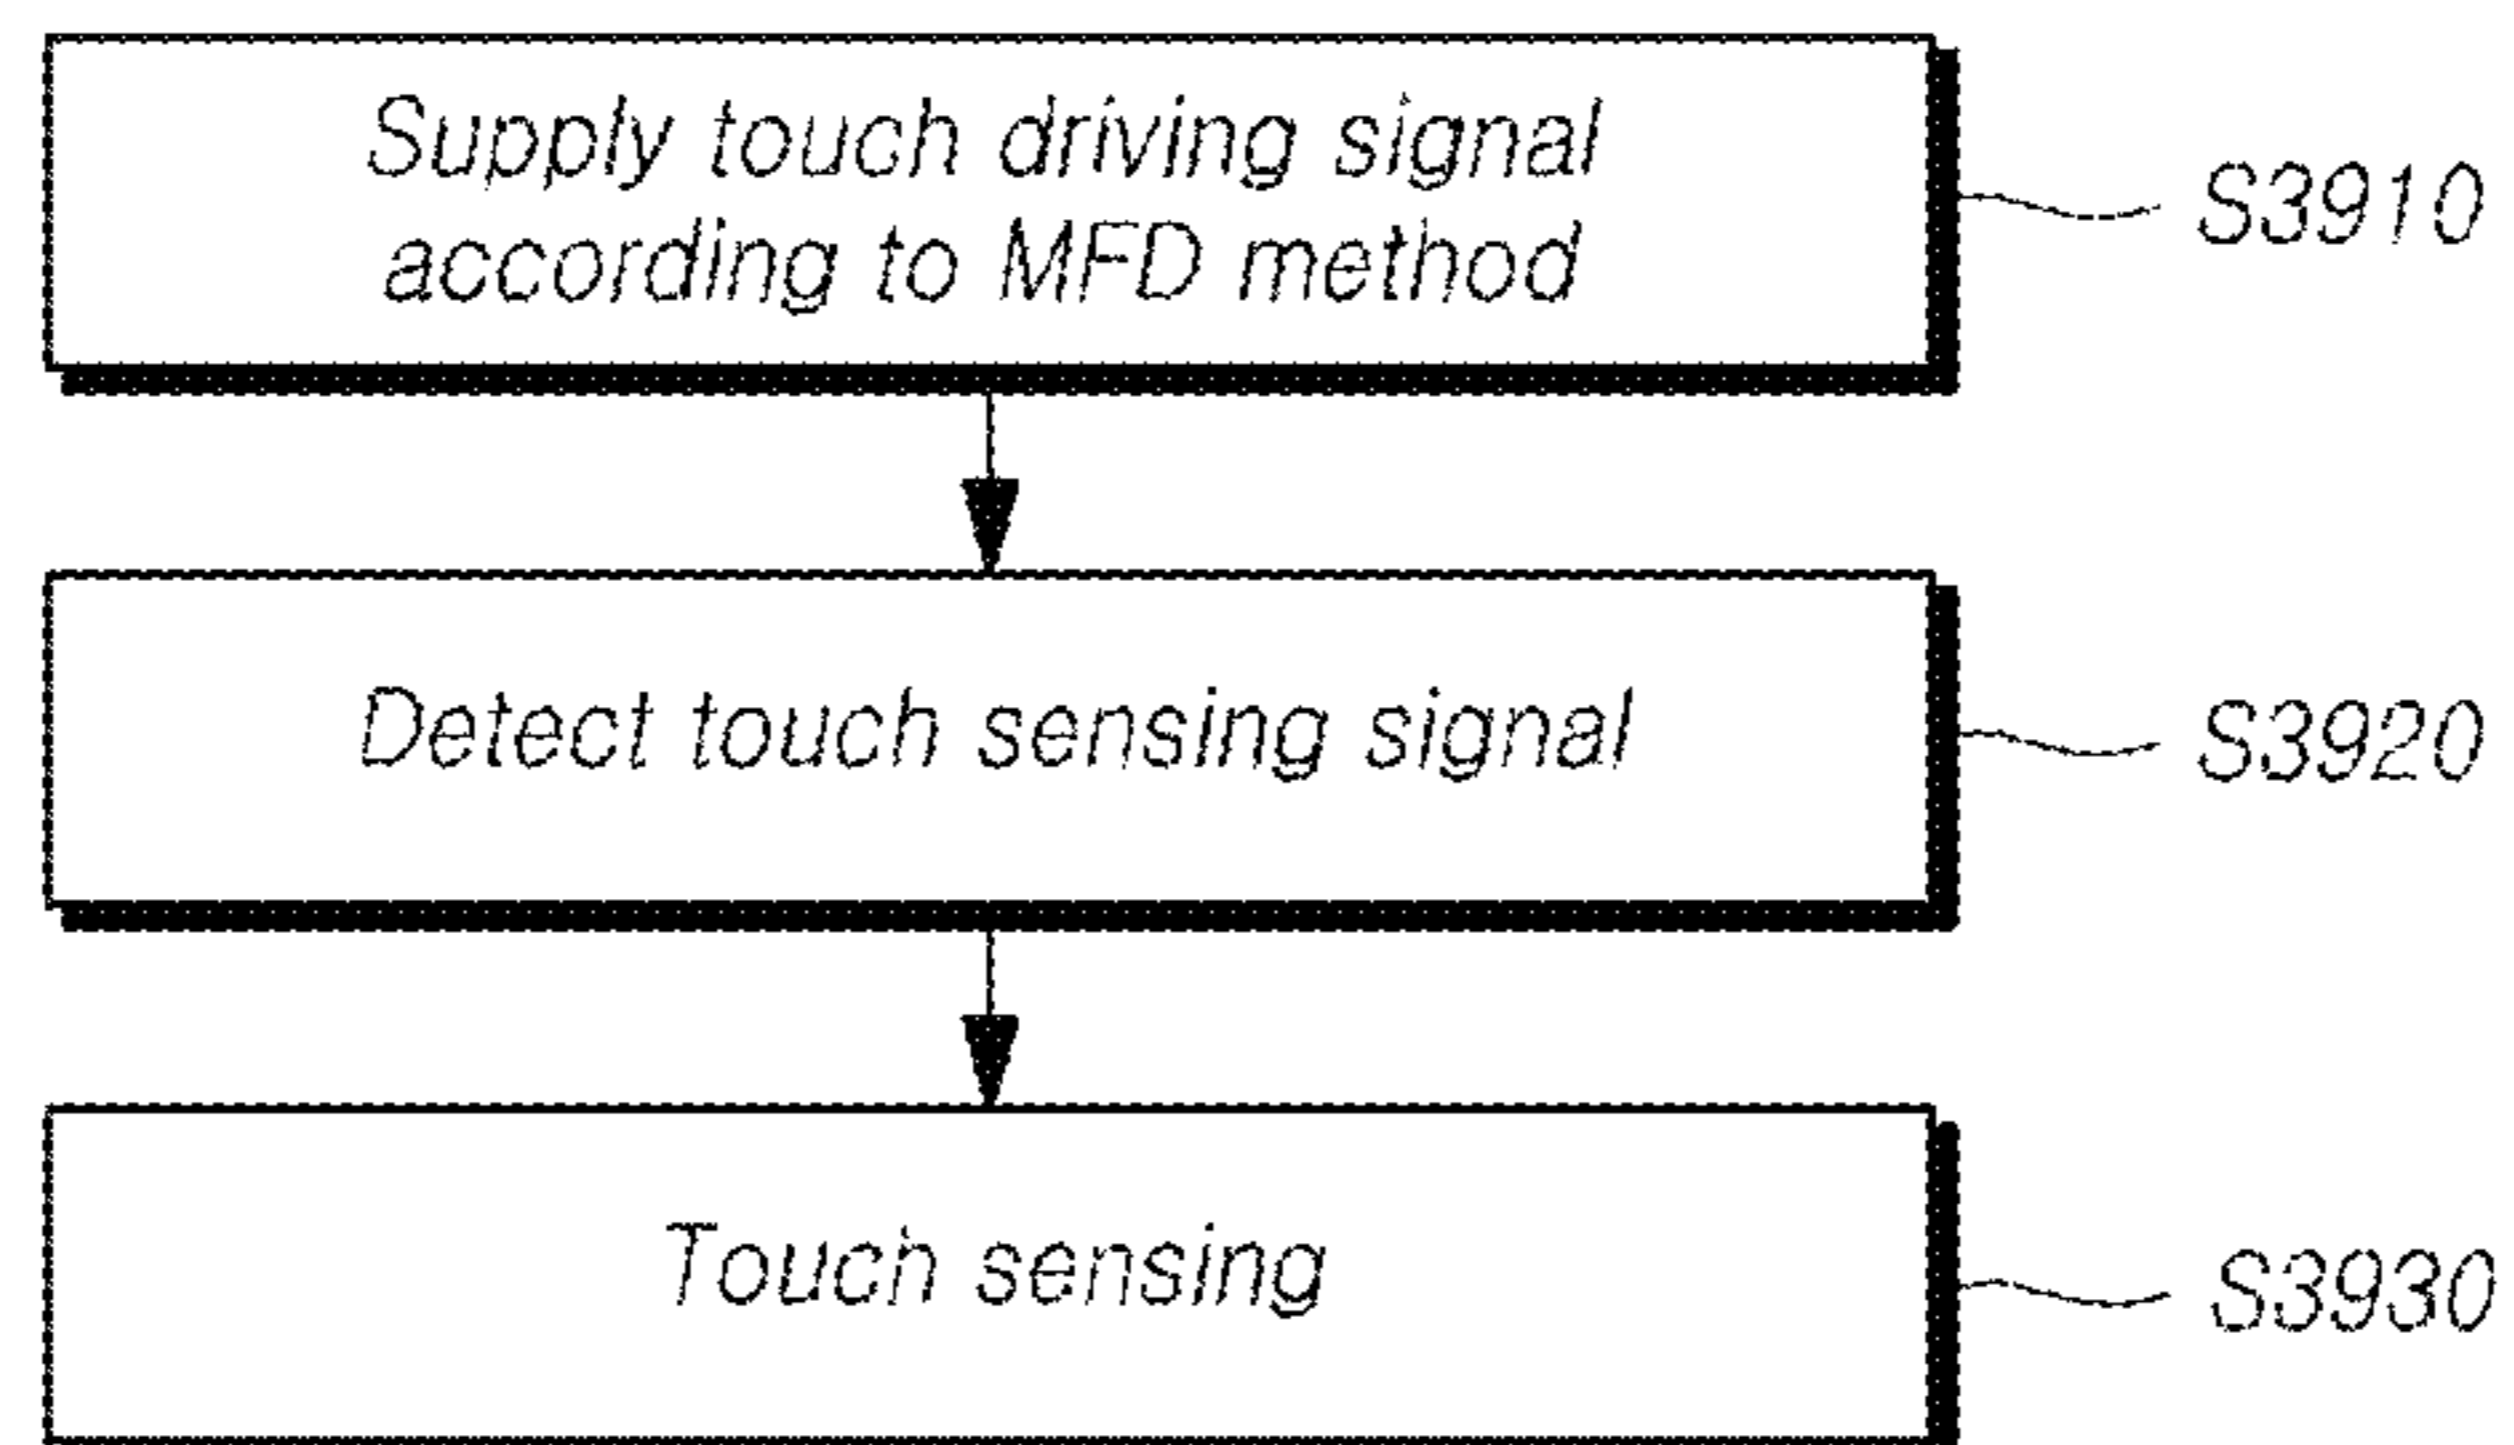 Supply touch driving signal
according to MFD method
S3910
Detect touch sensing signal
S3920
Touch sensing
S3930